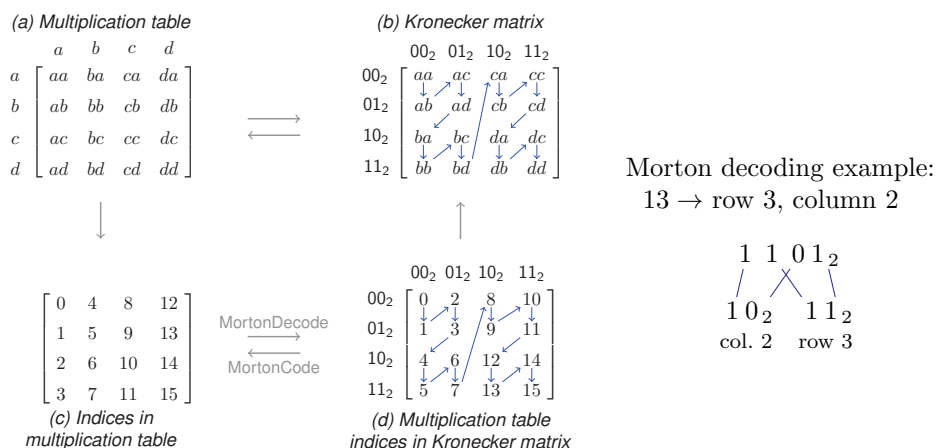 (a) Multiplication table
a b c d
a aa ba ca da
b ab bb cb db
c ac bc cc dc
d ad bd cd dd
(b) Kronecker matrix
00₂ 01₂ 10₂ 11₂
00₂ aa ac ca cc
01₂ ab ad cb cd
10₂ ba bc da dc
11₂ bb bd db dd
0 4 8 12
1 5 9 13
2 6 10 14
3 7 11 15
(c) Indices in
multiplication table
MortonDecode
MortonCode
00₂ 01₂ 10₂ 11₂
00₂ 0 2 8 10
01₂ 1 3 9 11
10₂ 4 6 12 14
11₂ 5 7 13 15
(d) Multiplication table
indices in Kronecker matrix
Morton decoding example:
13 → row 3, column 2
1 1 0 1₂
1 0₂ 1 1₂
col. 2 row 3